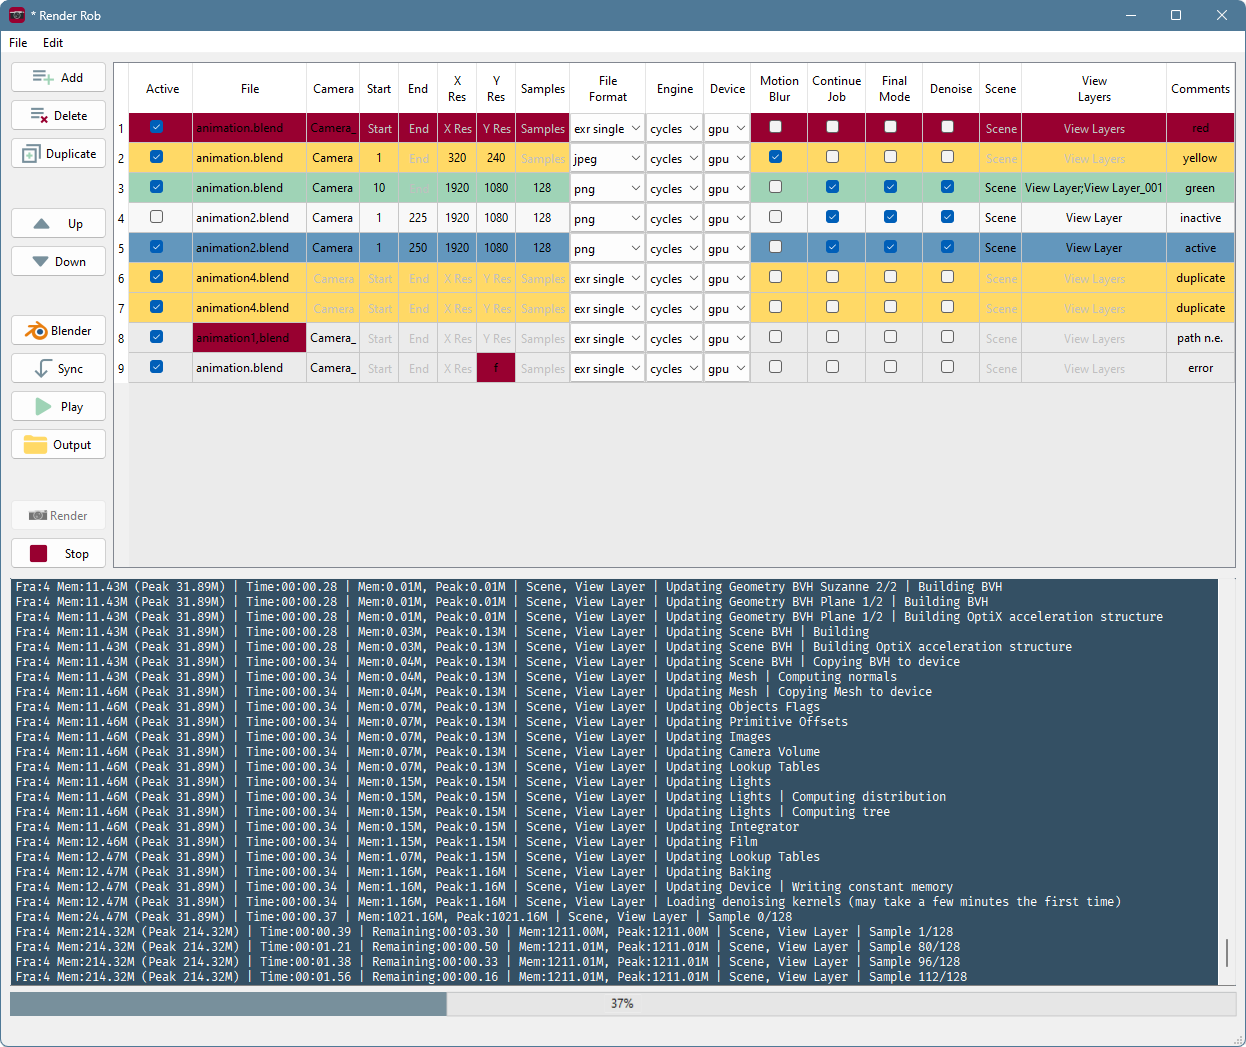 * Render Rob
File Edit
Add
Delete
Duplicate
Up
Down
Blender
Sync
Play
Output
Render
Stop
Active File Camera Start End X Res Y Res Samples File Format Engine Device Motion Blur Continue Job Final Mode Denoise Scene View Layers Comments
1 animation.blend Camera_ Start End X Res Y Res Samples exr single cycles gpu Scene View Layers red
2 animation.blend Camera 1 End 320 240 Samples jpeg cycles gpu Scene View Layers yellow
3 animation.blend Camera 10 1920 1080 128 png cycles gpu Scene View Layer;View Layer_001 green
4 animation2.blend Camera 1 225 1920 1080 128 png cycles gpu Scene View Layer inactive
5 animation2.blend Camera 1 250 1920 1080 128 png cycles gpu Scene View Layer active
6 animation4.blend Camera Start End X Res Y Res Samples exr single cycles gpu Scene View Layers duplicate
7 animation4.blend Camera Start End X Res Y Res Samples exr single cycles gpu Scene View Layers duplicate
8 animation1.blend Camera_ Start End X Res Y Res Samples exr single cycles gpu Scene View Layers path n.e.
9 animation.blend Camera_ Start End X Res f Samples exr single cycles gpu Scene View Layers error
Fra:4 Mem:11.43M (Peak 31.89M) | Time:00:00.28 | Mem:0.01M, Peak:0.01M | Scene, View Layer | Updating Geometry BVH Suzanne 2/2 | Building BVH
Fra:4 Mem:11.43M (Peak 31.89M) | Time:00:00.28 | Mem:0.01M, Peak:0.01M | Scene, View Layer | Updating Geometry BVH Plane 1/2 | Building BVH
Fra:4 Mem:11.43M (Peak 31.89M) | Time:00:00.28 | Mem:0.01M, Peak:0.01M | Scene, View Layer | Updating Geometry BVH Plane 1/2 | Building OptiX acceleration structure
Fra:4 Mem:11.43M (Peak 31.89M) | Time:00:00.28 | Mem:0.03M, Peak:0.13M | Scene, View Layer | Updating Scene BVH | Building
Fra:4 Mem:11.43M (Peak 31.89M) | Time:00:00.28 | Mem:0.03M, Peak:0.13M | Scene, View Layer | Updating Scene BVH | Building OptiX acceleration structure
Fra:4 Mem:11.43M (Peak 31.89M) | Time:00:00.34 | Mem:0.04M, Peak:0.13M | Scene, View Layer | Updating Scene BVH | Copying BVH to device
Fra:4 Mem:11.43M (Peak 31.89M) | Time:00:00.34 | Mem:0.04M, Peak:0.13M | Scene, View Layer | Updating Mesh | Computing normals
Fra:4 Mem:11.46M (Peak 31.89M) | Time:00:00.34 | Mem:0.04M, Peak:0.13M | Scene, View Layer | Updating Mesh | Copying Mesh to device
Fra:4 Mem:11.46M (Peak 31.89M) | Time:00:00.34 | Mem:0.07M, Peak:0.13M | Scene, View Layer | Updating Objects Flags
Fra:4 Mem:11.46M (Peak 31.89M) | Time:00:00.34 | Mem:0.07M, Peak:0.13M | Scene, View Layer | Updating Primitive Offsets
Fra:4 Mem:11.46M (Peak 31.89M) | Time:00:00.34 | Mem:0.07M, Peak:0.13M | Scene, View Layer | Updating Images
Fra:4 Mem:11.46M (Peak 31.89M) | Time:00:00.34 | Mem:0.07M, Peak:0.13M | Scene, View Layer | Updating Camera Volume
Fra:4 Mem:11.46M (Peak 31.89M) | Time:00:00.34 | Mem:0.07M, Peak:0.13M | Scene, View Layer | Updating Lookup Tables
Fra:4 Mem:11.46M (Peak 31.89M) | Time:00:00.34 | Mem:0.15M, Peak:0.15M | Scene, View Layer | Updating Lights
Fra:4 Mem:11.46M (Peak 31.89M) | Time:00:00.34 | Mem:0.15M, Peak:0.15M | Scene, View Layer | Updating Lights | Computing distribution
Fra:4 Mem:11.46M (Peak 31.89M) | Time:00:00.34 | Mem:0.15M, Peak:0.15M | Scene, View Layer | Updating Lights | Computing tree
Fra:4 Mem:11.46M (Peak 31.89M) | Time:00:00.34 | Mem:0.15M, Peak:0.15M | Scene, View Layer | Updating Integrator
Fra:4 Mem:12.46M (Peak 31.89M) | Time:00:00.34 | Mem:1.15M, Peak:1.15M | Scene, View Layer | Updating Film
Fra:4 Mem:12.47M (Peak 31.89M) | Time:00:00.34 | Mem:1.07M, Peak:1.15M | Scene, View Layer | Updating Lookup Tables
Fra:4 Mem:12.47M (Peak 31.89M) | Time:00:00.34 | Mem:1.16M, Peak:1.16M | Scene, View Layer | Updating Baking
Fra:4 Mem:12.47M (Peak 31.89M) | Time:00:00.34 | Mem:1.16M, Peak:1.16M | Scene, View Layer | Updating Device | Writing constant memory
Fra:4 Mem:12.47M (Peak 31.89M) | Time:00:00.34 | Mem:1.16M, Peak:1.16M | Scene, View Layer | Loading denoising kernels (may take a few minutes the first time)
Fra:4 Mem:24.47M (Peak 31.89M) | Time:00:00.37 | Mem:1021.16M, Peak:1021.16M | Scene, View Layer | Sample 0/128
Fra:4 Mem:214.32M (Peak 214.32M) | Time:00:00.39 | Remaining:00:03.30 | Mem:1211.00M, Peak:1211.00M | Scene, View Layer | Sample 1/128
Fra:4 Mem:214.32M (Peak 214.32M) | Time:00:01.21 | Remaining:00:00.50 | Mem:1211.01M, Peak:1211.01M | Scene, View Layer | Sample 80/128
Fra:4 Mem:214.32M (Peak 214.32M) | Time:00:01.38 | Remaining:00:00.33 | Mem:1211.01M, Peak:1211.01M | Scene, View Layer | Sample 96/128
Fra:4 Mem:214.32M (Peak 214.32M) | Time:00:01.56 | Remaining:00:00.16 | Mem:1211.01M, Peak:1211.01M | Scene, View Layer | Sample 112/128
37%